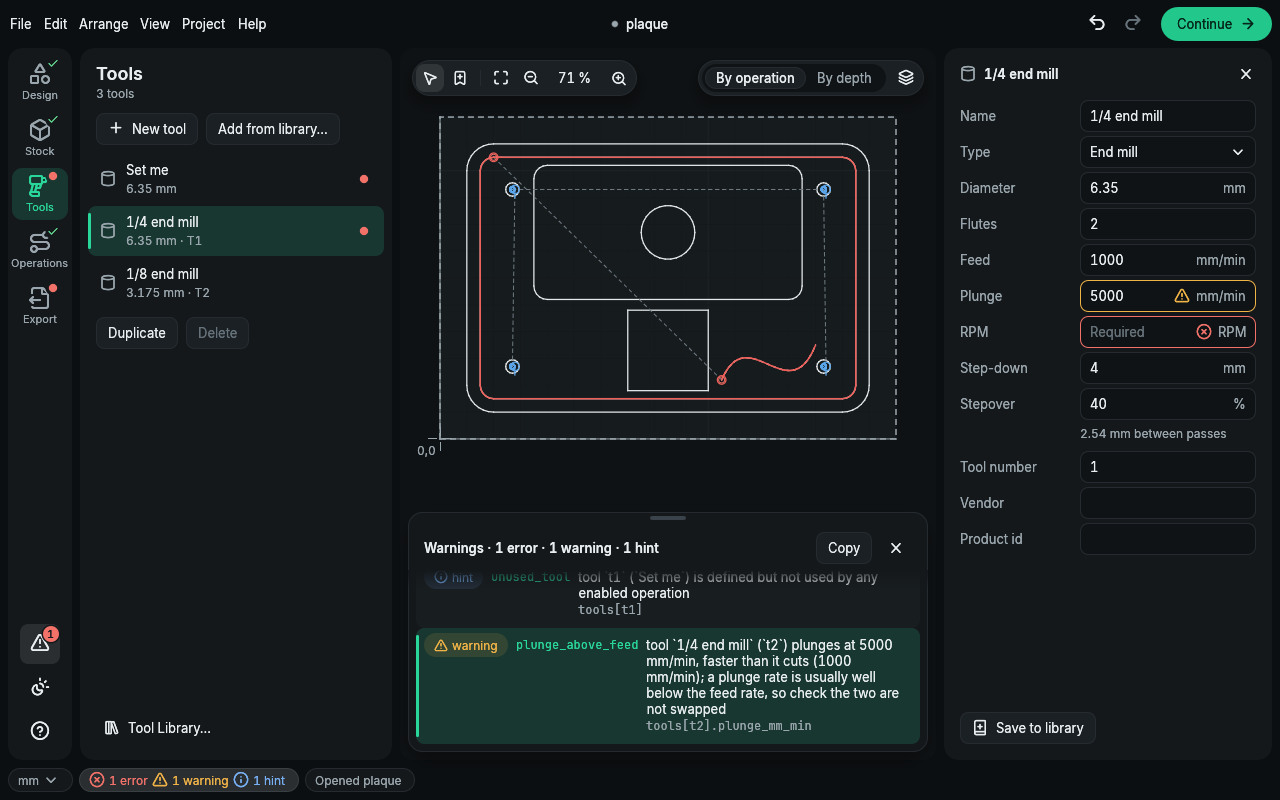 File Edit Arrange View Project Help
plaque
Continue
Design
Stock
Tools
Operations
Export
1
Tools
3 tools
New tool
Add from library...
Set me
6.35 mm
1/4 end mill
6.35 mm · T1
1/8 end mill
3.175 mm · T2
Duplicate
Delete
Tool Library...
71 %
By operation
By depth
0,0
Warnings · 1 error · 1 warning · 1 hint
Copy
hint
unused_tool
tool `t1` (`Set me`) is defined but not used by any
enabled operation
tools[t1]
warning
plunge_above_feed
tool `1/4 end mill` (`t2`) plunges at 5000
mm/min, faster than it cuts (1000
mm/min); a plunge rate is usually well
below the feed rate, so check the two are
not swapped
tools[t2].plunge_mm_min
1/4 end mill
Name
1/4 end mill
Type
End mill
Diameter
6.35 mm
Flutes
2
Feed
1000 mm/min
Plunge
5000 mm/min
RPM
Required RPM
Step-down
4 mm
Stepover
40 %
2.54 mm between passes
Tool number
1
Vendor
Product id
Save to library
mm
1 error
1 warning
1 hint
Opened plaque